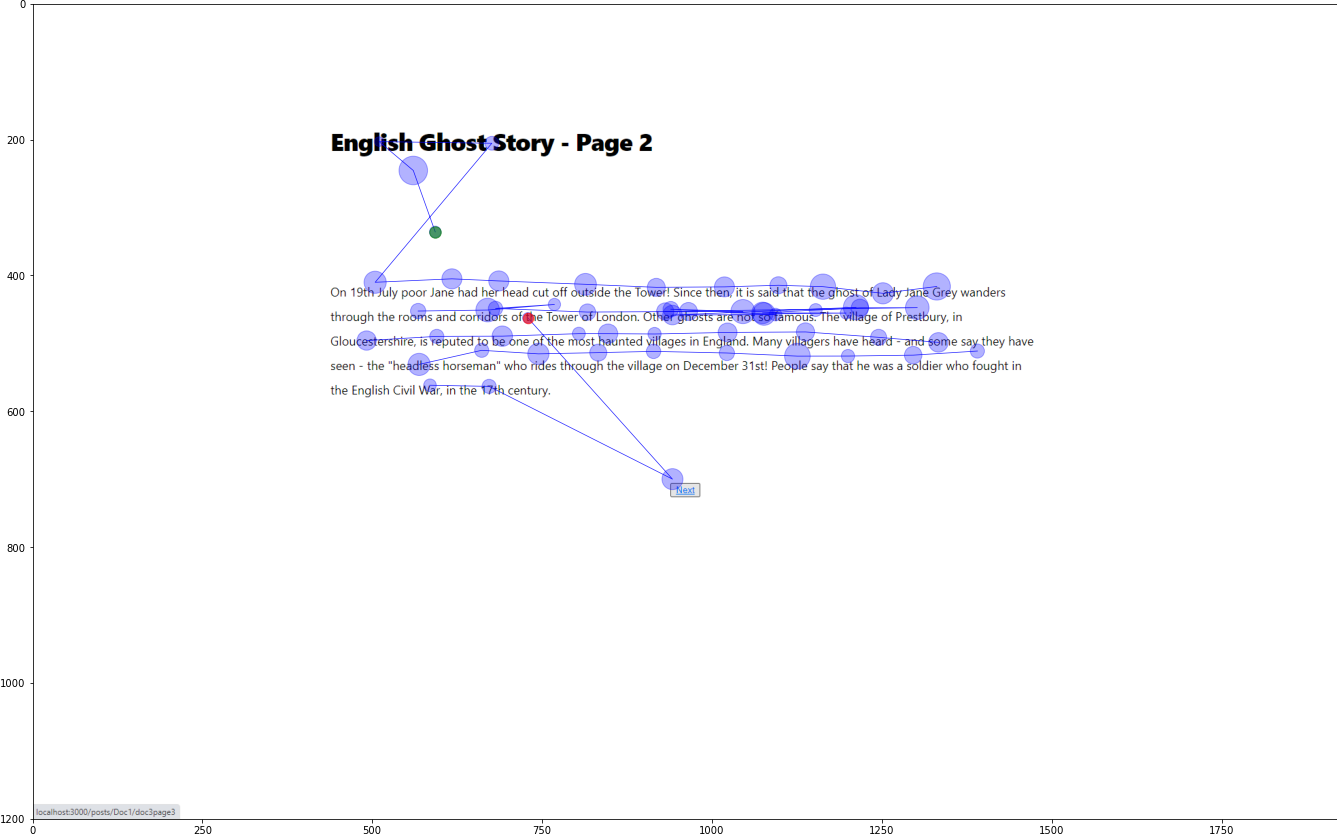 0
200
English Ghost Story - Page 2
400
On 19th July poor Jane had her head cut off outside the Tower! Since then, it is said that the ghost of Lady Jane Grey wanders
through the rooms and corridors of the Tower of London. Other ghosts are not so famous. The village of Prestbury, in
Gloucestershire, is reputed to be one of the most haunted villages in England. Many villagers have heard - and some say they have
seen - the "headless horseman" who rides through the village on December 31st! People say that he was a soldier who fought in
the English Civil War, in the 17th century.
600
Next
800
1000
localhost:3000/posts/Doc1/doc3page3
1200
0 250 500 750 1000 1250 1500 1750